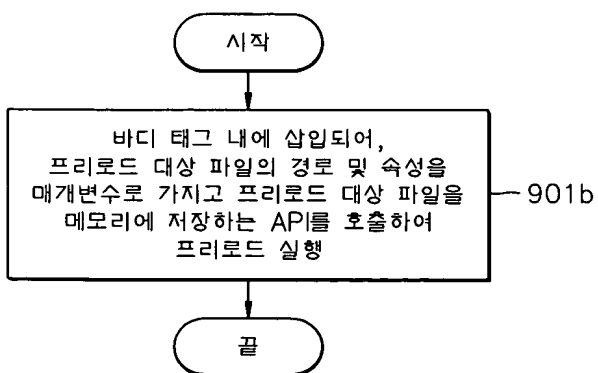 시작
바디 태그 내에 삽입되어,
프리로드 대상 파일의 경로 및 속성을
매개변수로 가지고 프리로드 대상 파일을
메모리에 저장하는 API를 호출하여
프리로드 실행
901b
끝